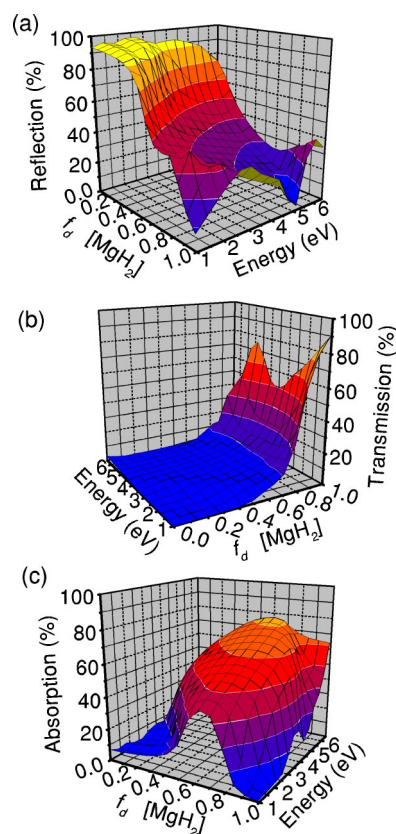 (a)
Reflection (%)
100
80
60
40
20
0.0
0.2
0.4
0.6
0.8
1.0
f_d [MgH_2]
1 2 3 4 5 6
Energy (eV)
(b)
Transmission (%)
100
80
60
40
20
6 5 4 3 2 1
Energy (eV)
0.0 0.2 0.4 0.6 0.8 1.0
f_d [MgH_2]
(c)
Absorption (%)
100
80
60
40
20
0.0
0.2
0.4
0.6
0.8
1.0
f_d [MgH_2]
1 2 3 4 5 6
Energy (eV)